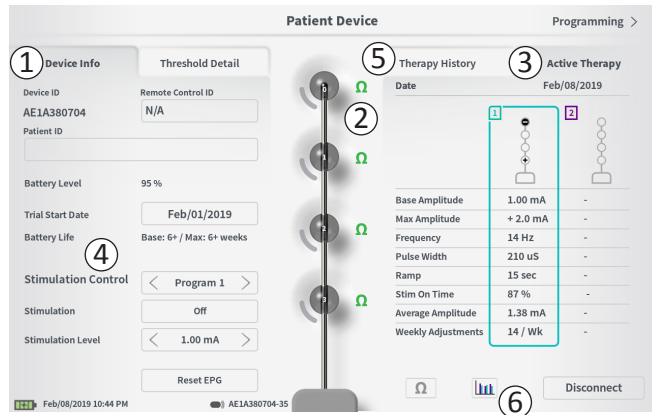 Patient Device
Programming >
1 Device Info
Threshold Detail
Device ID
Remote Control ID
AE1A380704
N/A
Patient ID
Battery Level 95 %
Trial Start Date Feb/01/2019
Battery Life Base: 6+ / Max: 6+ weeks
4
Stimulation Control < Program 1 >
Stimulation Off
Stimulation Level < 1.00 mA >
Reset EPG
Feb/08/2019 10:44 PM AE1A380704-35
0 Ω
2
1 Ω
2 Ω
3 Ω
5 Therapy History
3 Active Therapy
Date Feb/08/2019
1 2
Base Amplitude 1.00 mA -
Max Amplitude + 2.0 mA -
Frequency 14 Hz -
Pulse Width 210 uS -
Ramp 15 sec -
Stim On Time 87 % -
Average Amplitude 1.38 mA -
Weekly Adjustments 14 / Wk -
Ω
6
Disconnect